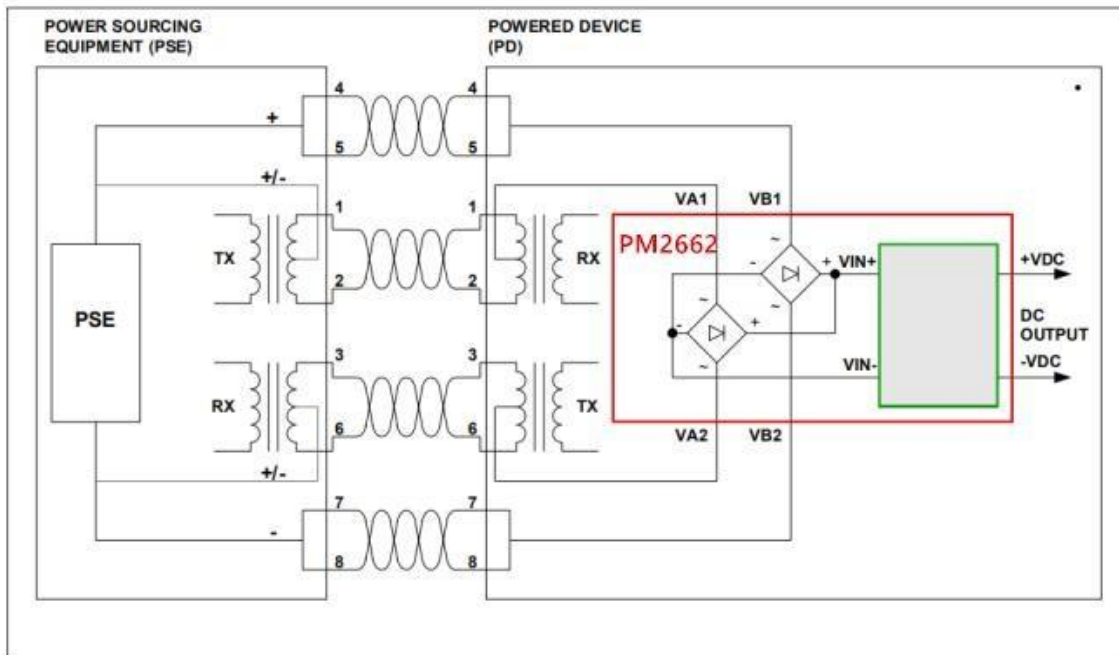 POWER SOURCING
EQUIPMENT (PSE)
POWERED DEVICE
(PD)
4
4
+
5
5
+/-
1
1
VA1
VB1
TX
RX
PM2662
~
-
+
VIN+
+VDC
2
2
~
~
PSE
-
+
DC
OUTPUT
3
3
~
VIN-
-VDC
RX
TX
6
6
VA2
VB2
+/-
7
7
-
8
8